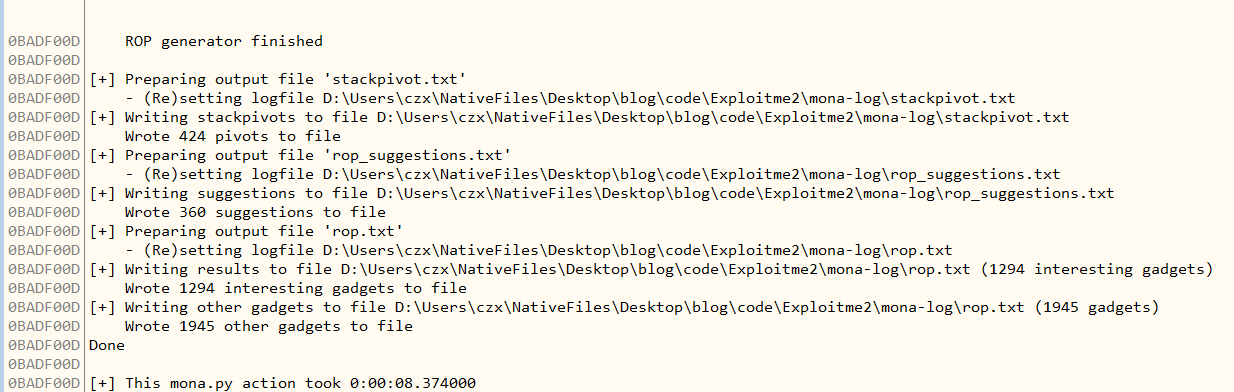 0BADF00D     ROP generator finished
0BADF00D
0BADF00D [+] Preparing output file 'stackpivot.txt'
0BADF00D     - (Re)setting logfile D:\Users\czx\NativeFiles\Desktop\blog\code\Exploitme2\mona-log\stackpivot.txt
0BADF00D [+] Writing stackpivots to file D:\Users\czx\NativeFiles\Desktop\blog\code\Exploitme2\mona-log\stackpivot.txt
0BADF00D     Wrote 424 pivots to file
0BADF00D [+] Preparing output file 'rop_suggestions.txt'
0BADF00D     - (Re)setting logfile D:\Users\czx\NativeFiles\Desktop\blog\code\Exploitme2\mona-log\rop_suggestions.txt
0BADF00D [+] Writing suggestions to file D:\Users\czx\NativeFiles\Desktop\blog\code\Exploitme2\mona-log\rop_suggestions.txt
0BADF00D     Wrote 360 suggestions to file
0BADF00D [+] Preparing output file 'rop.txt'
0BADF00D     - (Re)setting logfile D:\Users\czx\NativeFiles\Desktop\blog\code\Exploitme2\mona-log\rop.txt
0BADF00D [+] Writing results to file D:\Users\czx\NativeFiles\Desktop\blog\code\Exploitme2\mona-log\rop.txt (1294 interesting gadgets)
0BADF00D     Wrote 1294 interesting gadgets to file
0BADF00D [+] Writing other gadgets to file D:\Users\czx\NativeFiles\Desktop\blog\code\Exploitme2\mona-log\rop.txt (1945 gadgets)
0BADF00D     Wrote 1945 other gadgets to file
0BADF00D Done
0BADF00D
0BADF00D [+] This mona.py action took 0:00:08.374000